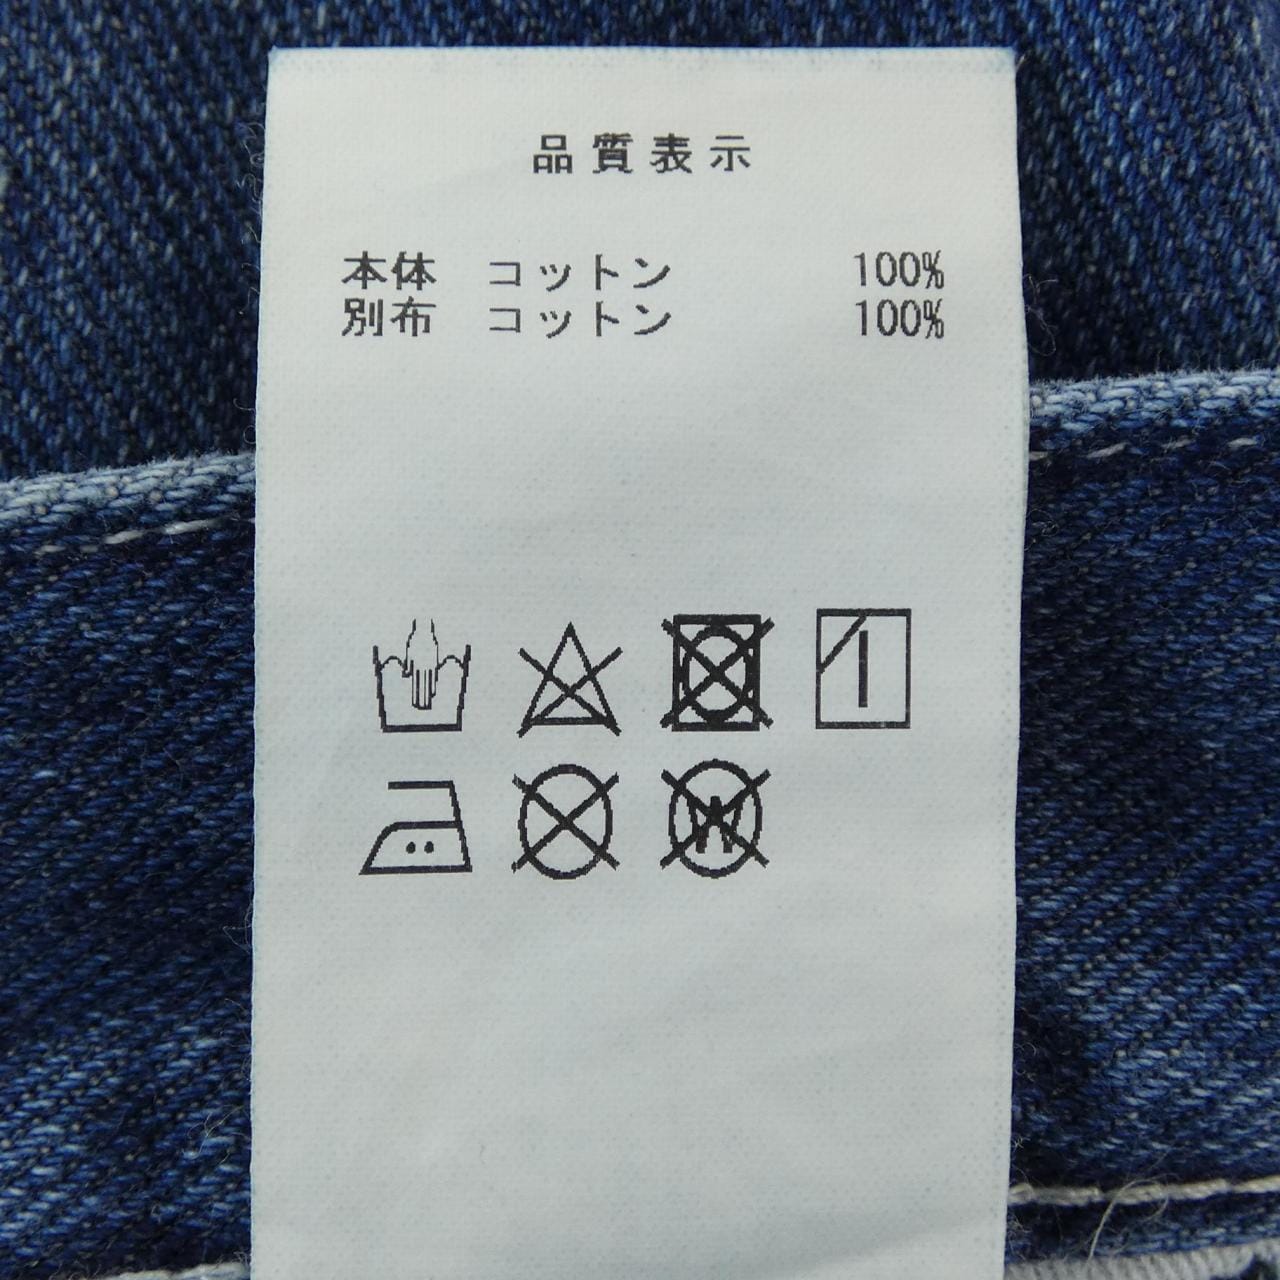 品質表示
本体 コットン 100%
別布 コットン 100%
W